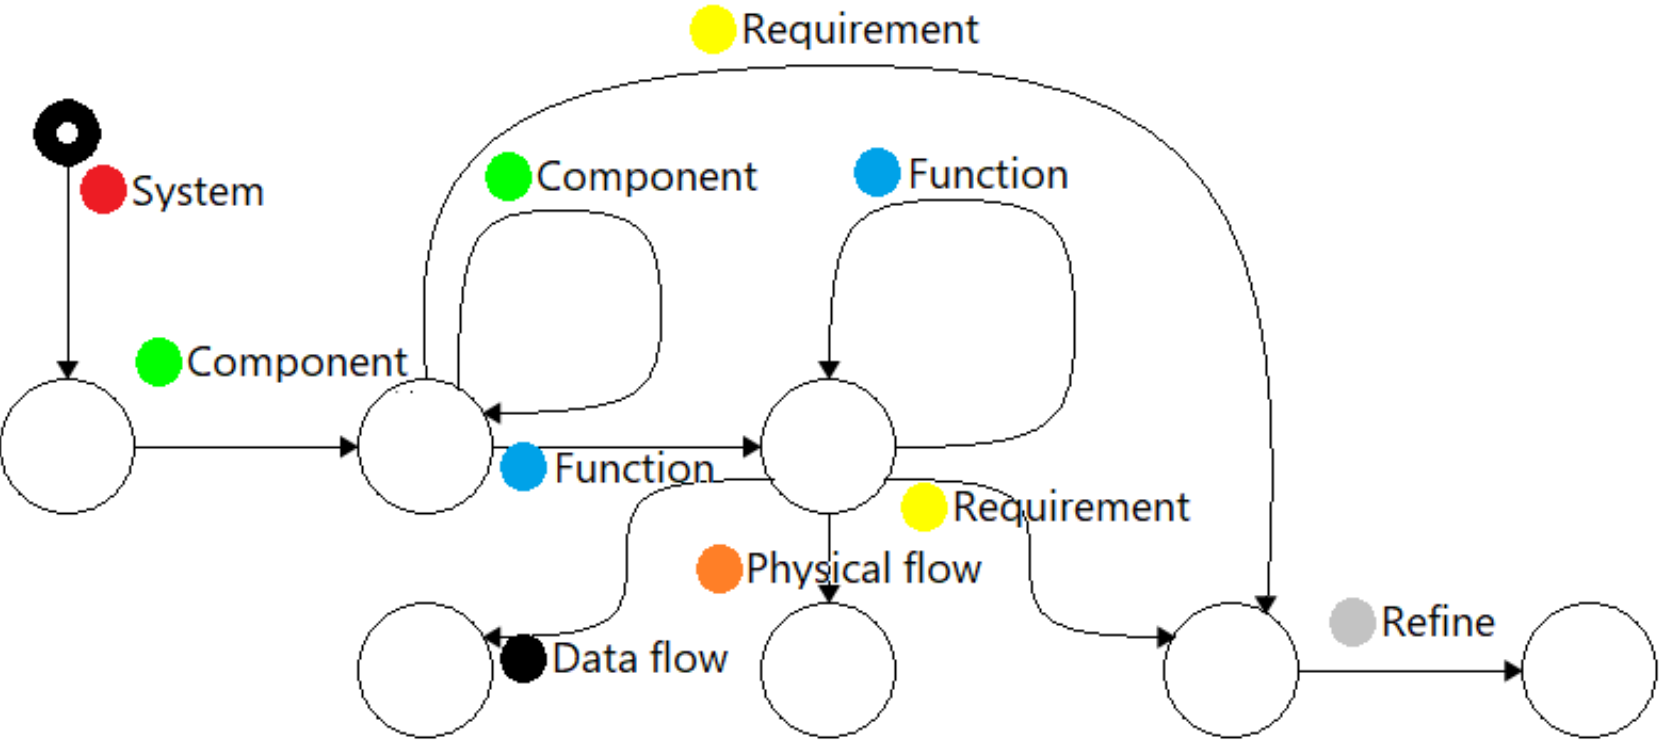 Requirement
Component
Function
System
Component
Function
Requirement
Physical flow
Refine
Data flow